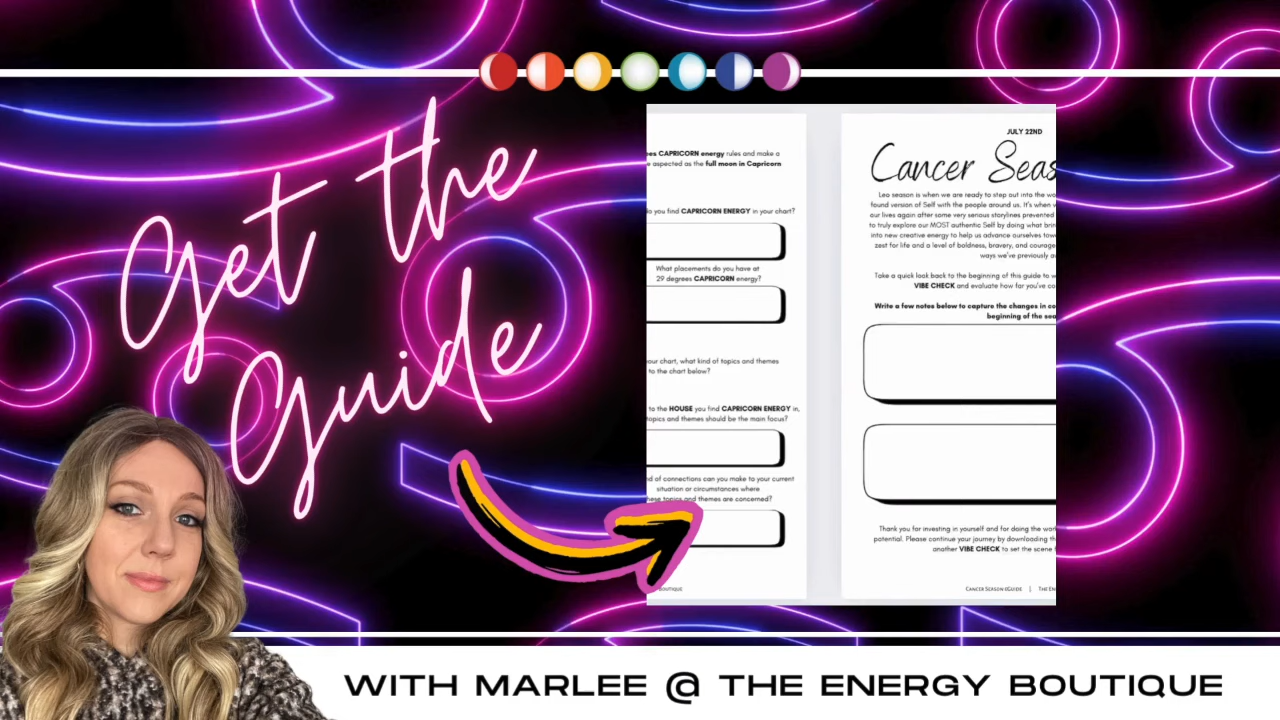 Get the
Guide
es CAPRICORN energy rules and make a
aspected as the full moon in Capricorn
do you find CAPRICORN ENERGY in your chart?
What placements do you have at
29 degrees CAPRICORN energy?
our chart, what kind of topics and themes
to the chart below?
to the HOUSE you find CAPRICORN ENERGY in,
topics and themes should be the main focus?
nd of connections can you make to your current
situation or circumstances where
hese topics and themes are concerned?
BOUTIQUE
JULY 22ND
Cancer Seas
Leo season is when we are ready to step out into the wo
found version of Self with the people around us. It's when w
our lives again after some very serious storylines prevented
to truly explore our MOST authentic Self by doing what brin
into new creative energy to help us advance ourselves tow
zest for life and a level of boldness, bravery, and courage
ways we've previously a
Take a quick look back to the beginning of this guide to w
VIBE CHECK and evaluate how far you've co
Write a few notes below to capture the changes in co
beginning of the sea
Thank you for investing in yourself and for doing the wor
potential. Please continue your journey by downloading th
another VIBE CHECK to set the scene
CANCER SEASON EGUIDE | THE EN
WITH MARLEE @ THE ENERGY BOUTIQUE